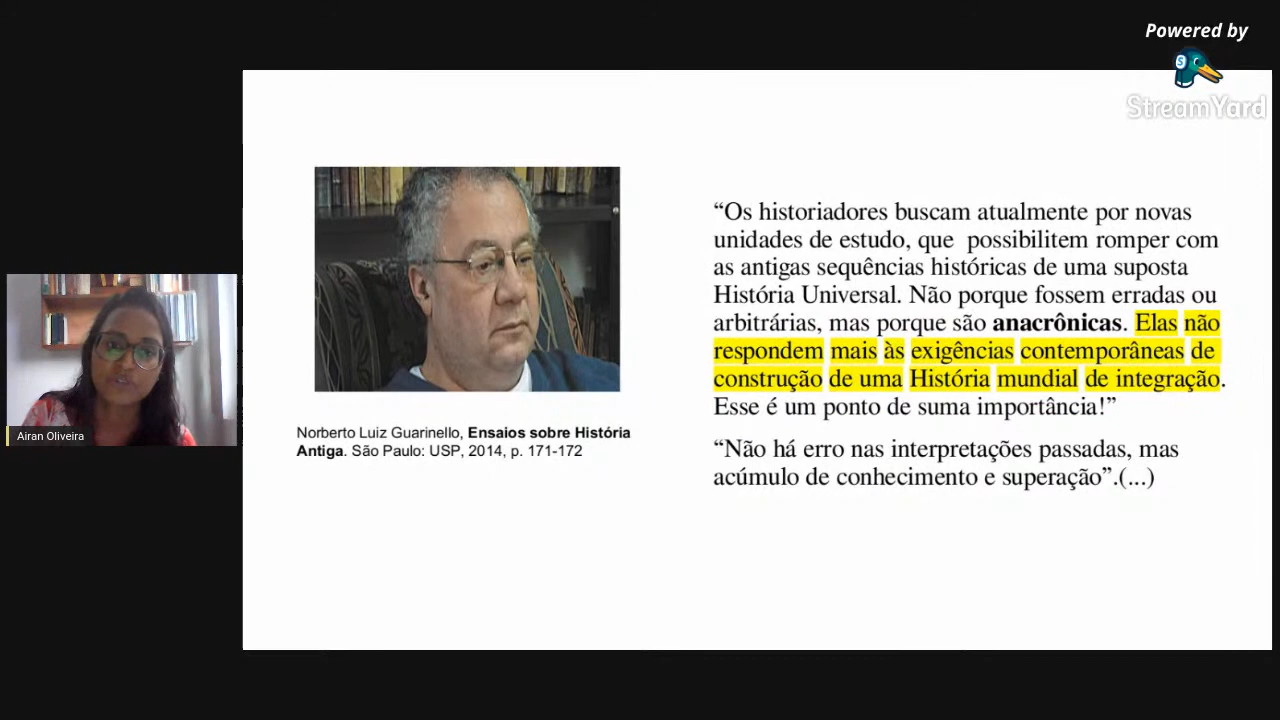 Powered by
StreamYard
“Os historiadores buscam atualmente por novas
unidades de estudo, que possibilitem romper com
as antigas sequências históricas de uma suposta
História Universal. Não porque fossem erradas ou
arbitrárias, mas porque são anacrônicas. Elas não
respondem mais às exigências contemporâneas de
construção de uma História mundial de integração.
Esse é um ponto de suma importância!”
“Não há erro nas interpretações passadas, mas
acúmulo de conhecimento e superação”.(...)
Norberto Luiz Guarinello, Ensaios sobre História
Antiga. São Paulo: USP, 2014, p. 171-172
Airan Oliveira